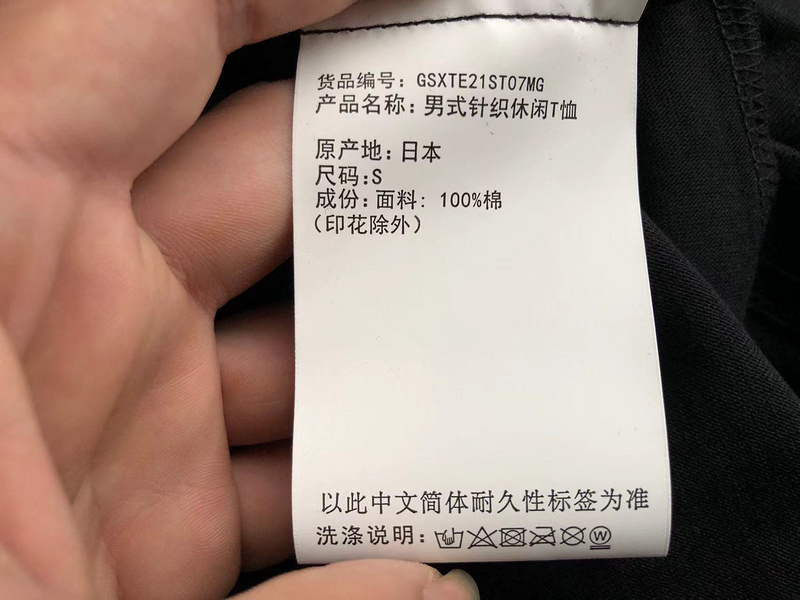 货品编号：GSXTE21ST07MG
产品名称：男式针织休闲T恤
原产地：日本
尺码：S
成份：面料：100%棉
（印花除外）
以此中文简体耐久性标签为准
洗涤说明：
W